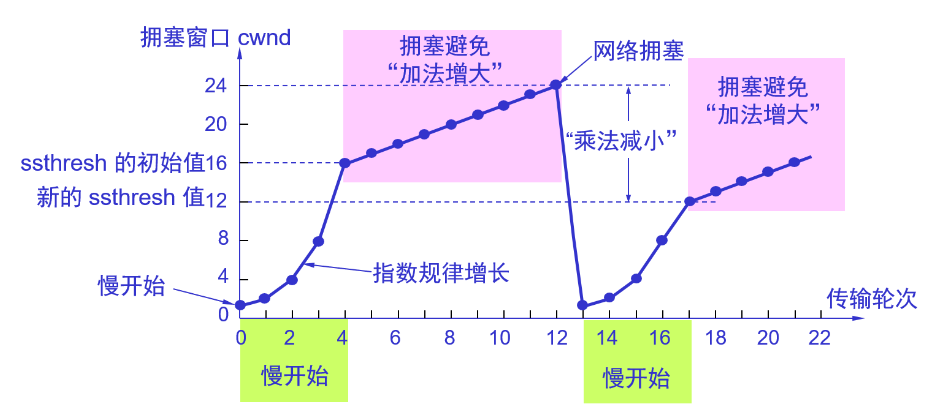 拥塞窗口 cwnd
拥塞避免
“加法增大”
网络拥塞
拥塞避免
“加法增大”
24
20
“乘法减小”
ssthresh 的初始值16
新的 ssthresh 值12
8
4
指数规律增长
慢开始
0
传输轮次
0 2 4 6 8 10 12 14 16 18 20 22
慢开始
慢开始